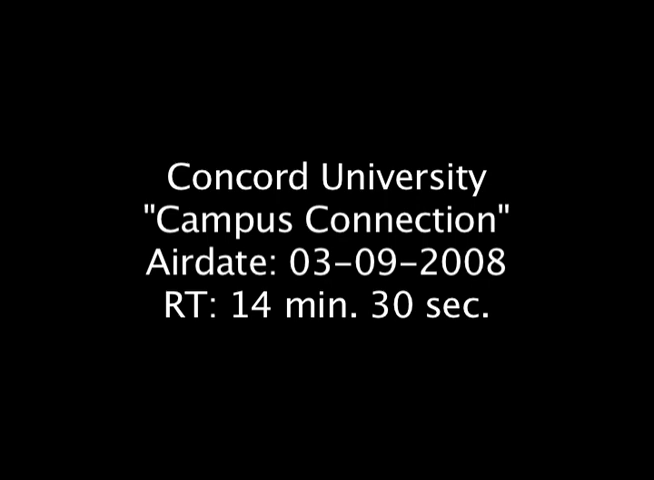 Concord University
"Campus Connection"
Airdate: 03-09-2008
RT: 14 min. 30 sec.